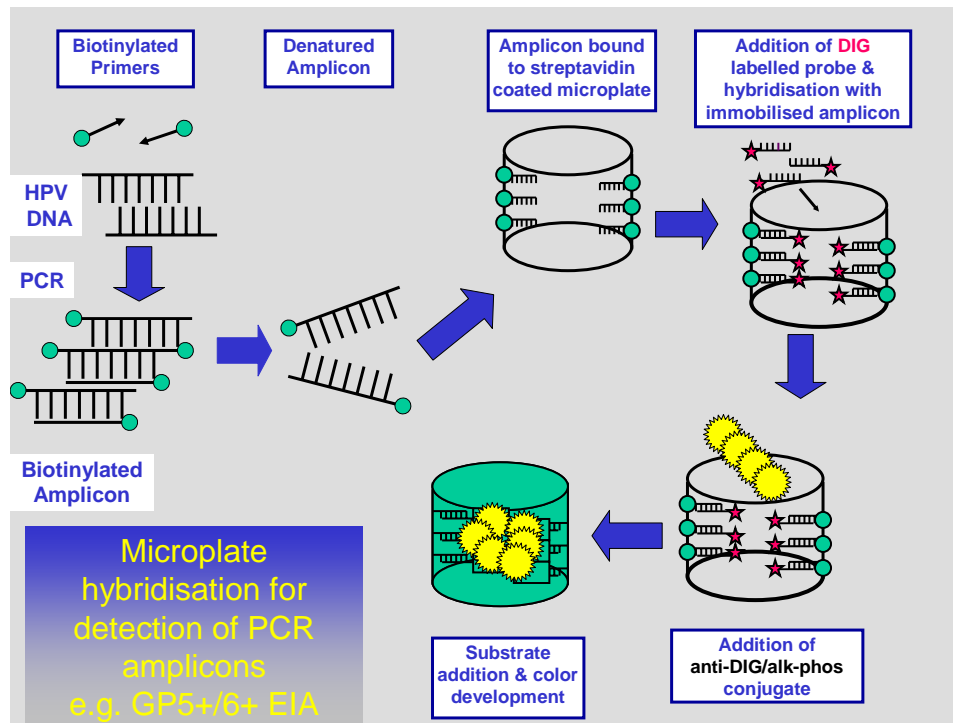 Biotinylated
Primers
Denatured
Amplicon
Amplicon bound
to streptavidin
coated microplate
Addition of DIG
labelled probe &
hybridisation with
immobilised amplicon
HPV
DNA
PCR
Biotinylated
Amplicon
Microplate
hybridisation for
detection of PCR
amplicons
e.g. GP5+/6+ EIA
Substrate
addition & color
development
Addition of
anti-DIG/alk-phos
conjugate